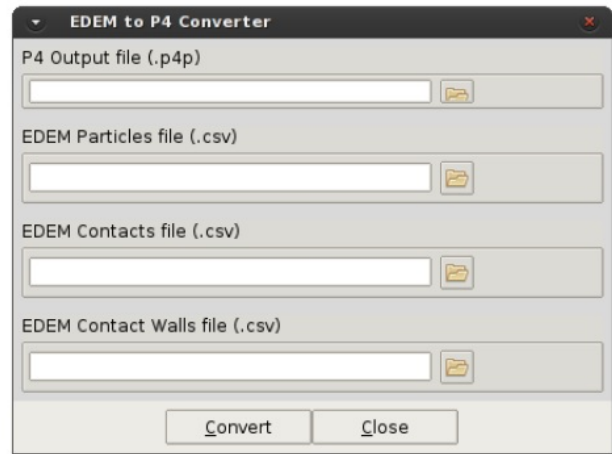 EDEM to P4 Converter
P4 Output file (.p4p)
EDEM Particles file (.csv)
EDEM Contacts file (.csv)
EDEM Contact Walls file (.csv)
Convert Close